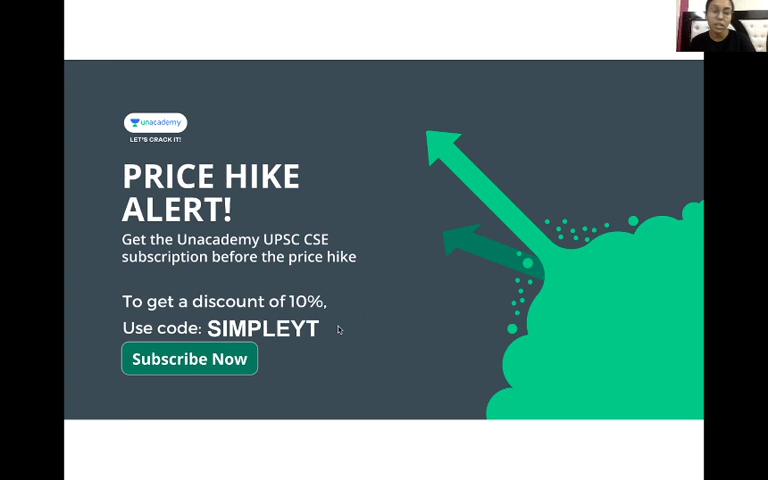 unacademy
LET'S CRACK IT!
PRICE HIKE
ALERT!
Get the Unacademy UPSC CSE
subscription before the price hike
To get a discount of 10%,
Use code: SIMPLEYT
Subscribe Now